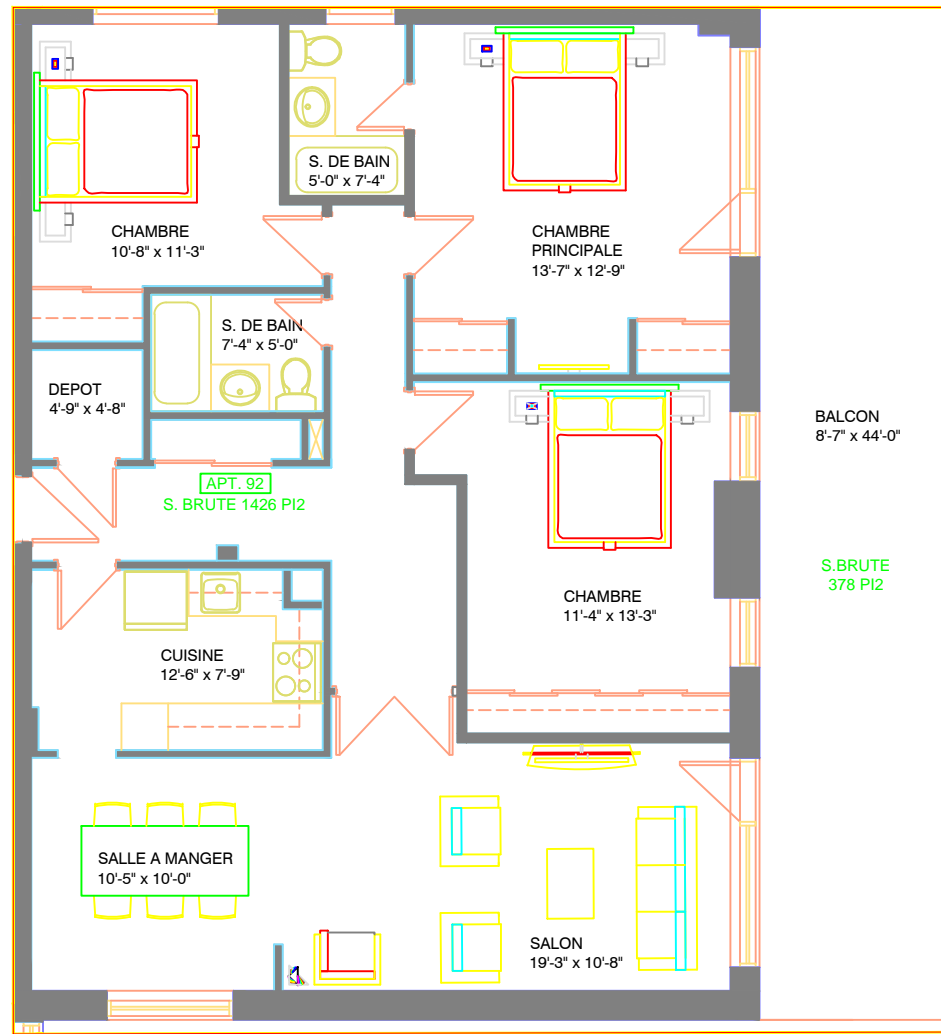 S. DE BAIN
5'-0" x 7'-4"
CHAMBRE
10'-8" x 11'-3"
CHAMBRE
PRINCIPALE
13'-7" x 12'-9"
S. DE BAIN
7'-4" x 5'-0"
DEPOT
4'-9" x 4'-8"
BALCON
8'-7" x 44'-0"
APT. 92
S. BRUTE 1426 PI2
S.BRUTE
378 PI2
CHAMBRE
11'-4" x 13'-3"
CUISINE
12'-6" x 7'-9"
SALLE A MANGER
10'-5" x 10'-0"
SALON
19'-3" x 10'-8"